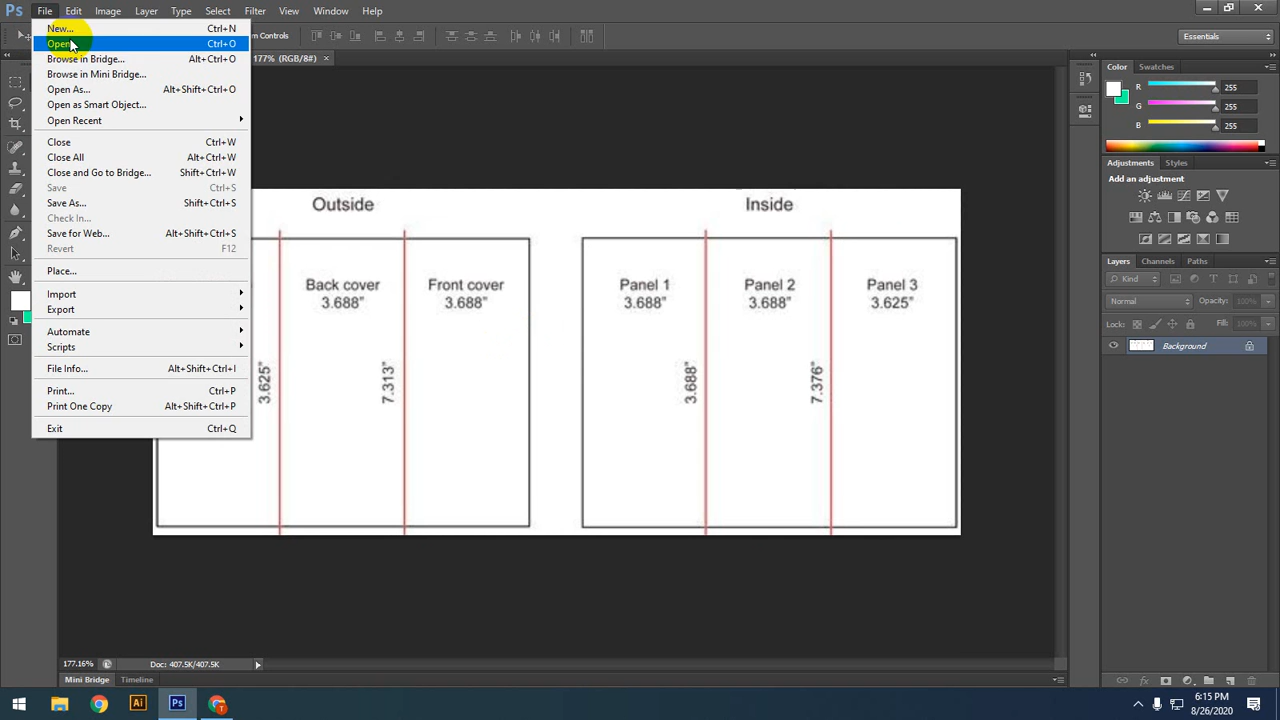 Ps File Edit Image Layer Type Select Filter View Window Help
New... Ctrl+N
Open Ctrl+O
Browse in Bridge... Alt+Ctrl+O
Browse in Mini Bridge...
Open As... Alt+Shift+Ctrl+O
Open as Smart Object...
Open Recent
Close Ctrl+W
Close All Alt+Ctrl+W
Close and Go to Bridge... Shift+Ctrl+W
Save Ctrl+S
Save As... Shift+Ctrl+S
Check In...
Save for Web... Alt+Shift+Ctrl+S
Revert F12
Place...
Import
Export
Automate
Scripts
File Info... Alt+Shift+Ctrl+I
Print... Ctrl+P
Print One Copy Alt+Shift+Ctrl+P
Exit Ctrl+Q
Controls
Essentials
177% (RGB/8#) ×
Outside
Back cover
3.688"
Front cover
3.688"
3.625"
7.313"
Inside
Panel 1
3.688"
Panel 2
3.688"
Panel 3
3.625"
3.688"
7.376"
Color Swatches
R 255
G 255
B 255
Adjustments Styles
Add an adjustment
Layers Channels Paths
Kind
Normal Opacity: 100%
Lock: Fill: 100%
Background
177.16% Doc: 407.5K/407.5K
Mini Bridge Timeline
Ai Ps T
6:15 PM
8/26/2020